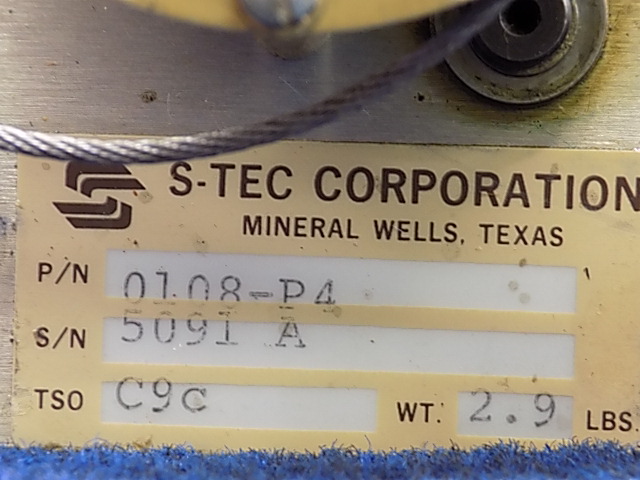 S-TEC CORPORATION
MINERAL WELLS, TEXAS
P/N 0108-P4
S/N 5091 A
TSO C9c WT. 2.9 LBS.